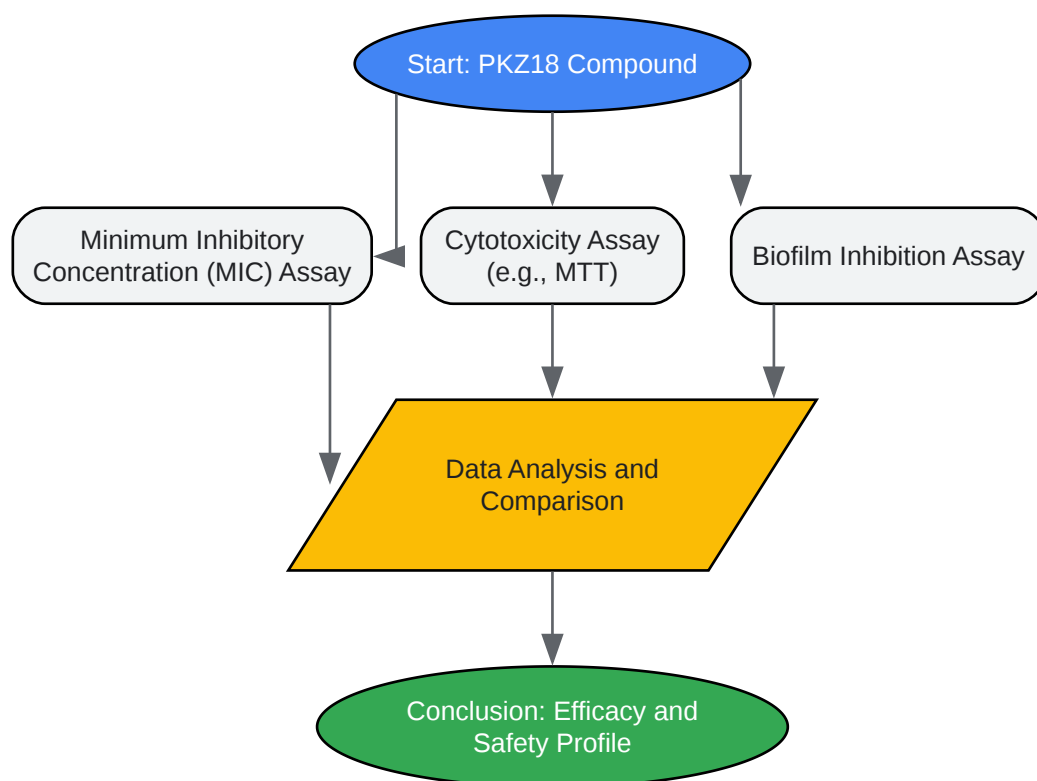 Start: PKZ18 Compound
Minimum Inhibitory
Concentration (MIC) Assay
Cytotoxicity Assay
(e.g., MTT)
Biofilm Inhibition Assay
Data Analysis and
Comparison
Conclusion: Efficacy and
Safety Profile